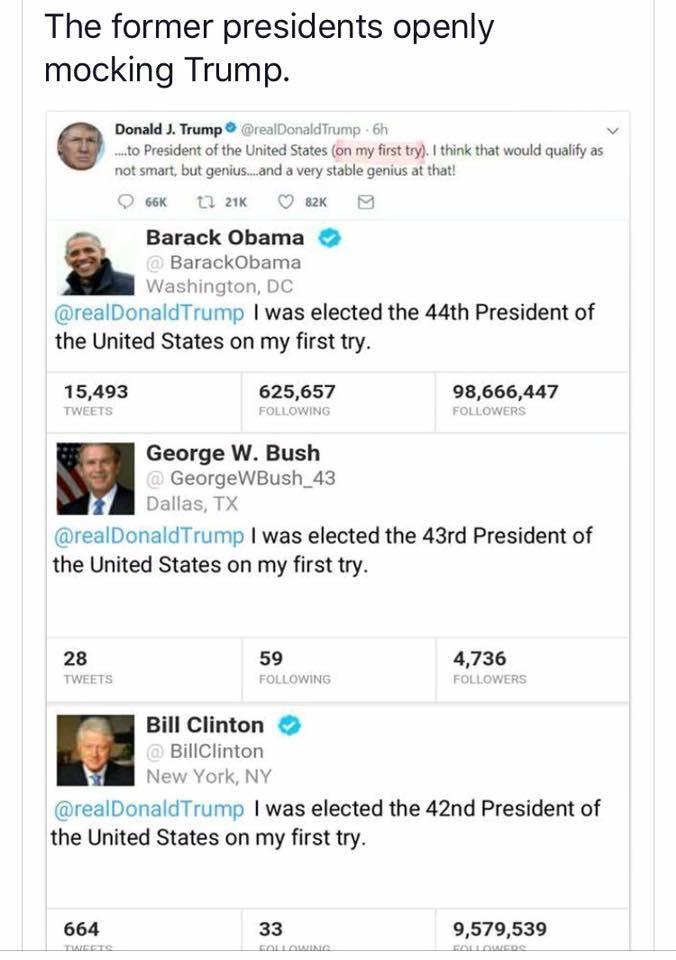 The former presidents openly
mocking Trump.
Donald J. Trump @realDonaldTrump · 6h
....to President of the United States (on my first try). I think that would qualify as
not smart, but genius....and a very stable genius at that!
66K 21K 82K
Barack Obama
@ BarackObama
Washington, DC
@realDonaldTrump I was elected the 44th President of
the United States on my first try.
15,493 625,657 98,666,447
TWEETS FOLLOWING FOLLOWERS
George W. Bush
@ GeorgeWBush_43
Dallas, TX
@realDonaldTrump I was elected the 43rd President of
the United States on my first try.
28 59 4,736
TWEETS FOLLOWING FOLLOWERS
Bill Clinton
@ BillClinton
New York, NY
@realDonaldTrump I was elected the 42nd President of
the United States on my first try.
664 33 9,579,539
TWEETS FOLLOWING FOLLOWERS